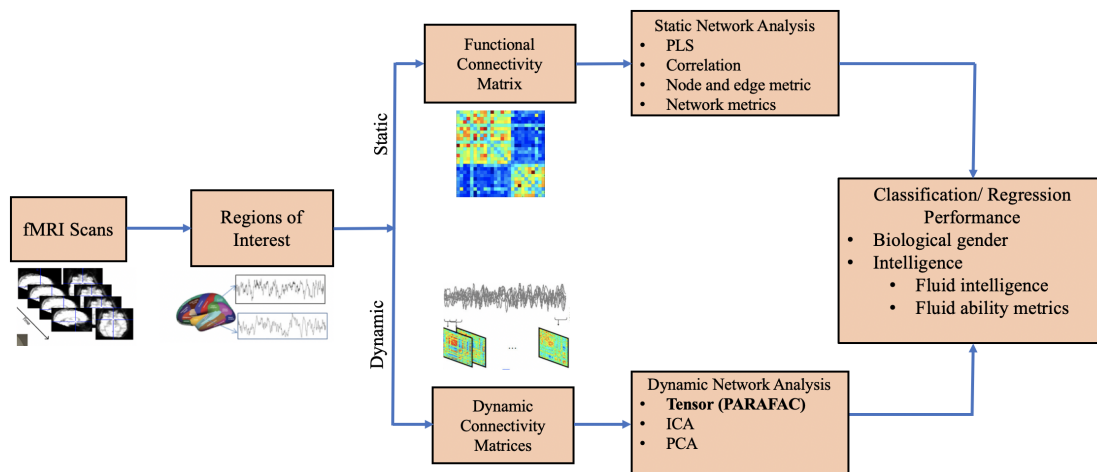 fMRI Scans
Regions of
Interest
Static
Dynamic
Functional
Connectivity
Matrix
Static Network Analysis
• PLS
• Correlation
• Node and edge metric
• Network metrics
...
Dynamic
Connectivity
Matrices
Dynamic Network Analysis
• Tensor (PARAFAC)
• ICA
• PCA
Classification/ Regression
Performance
• Biological gender
• Intelligence
• Fluid intelligence
• Fluid ability metrics